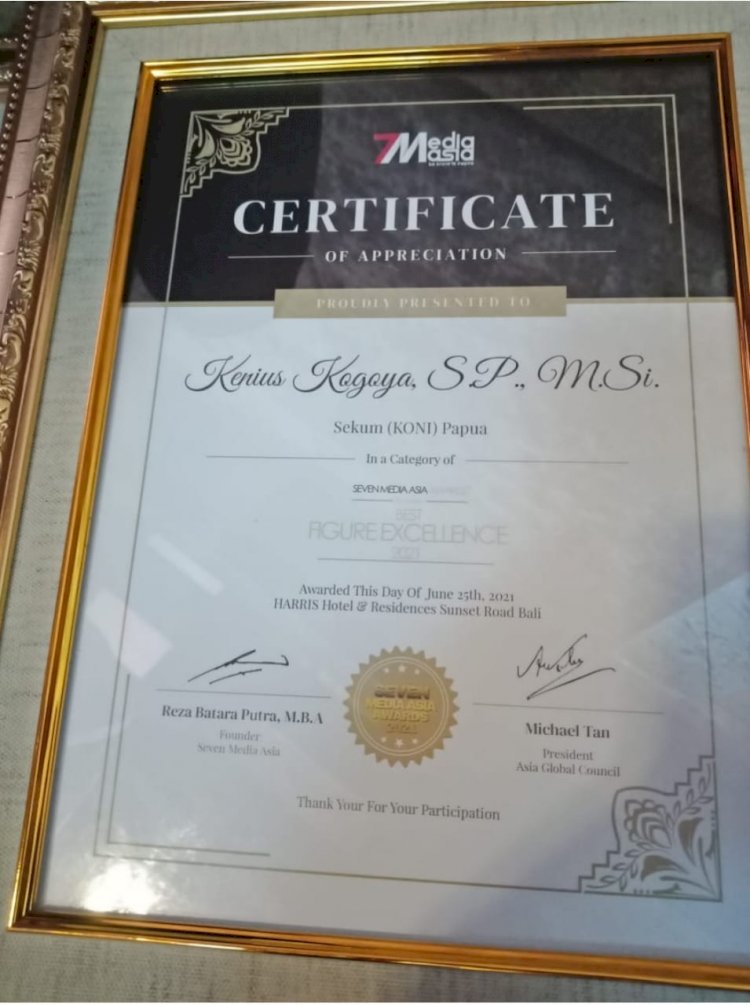 7Media
asia
CERTIFICATE
OF APPRECIATION
PROUDLY PRESENTED TO
Kenius Kogoya, S.P., M.Si.
Sekum (KONI) Papua
In a Category of
SEVEN MEDIA ASIA
BEST
FIGURE EXCELLENCE
2021
Awarded This Day Of June 25th, 2021
HARRIS Hotel & Residences Sunset Road Bali
SEVEN
MEDIA ASIA
AWARDS
2021
Reza Batara Putra, M.B.A
Founder
Seven Media Asia
Michael Tan
President
Asia Global Council
Thank Your For Your Participation